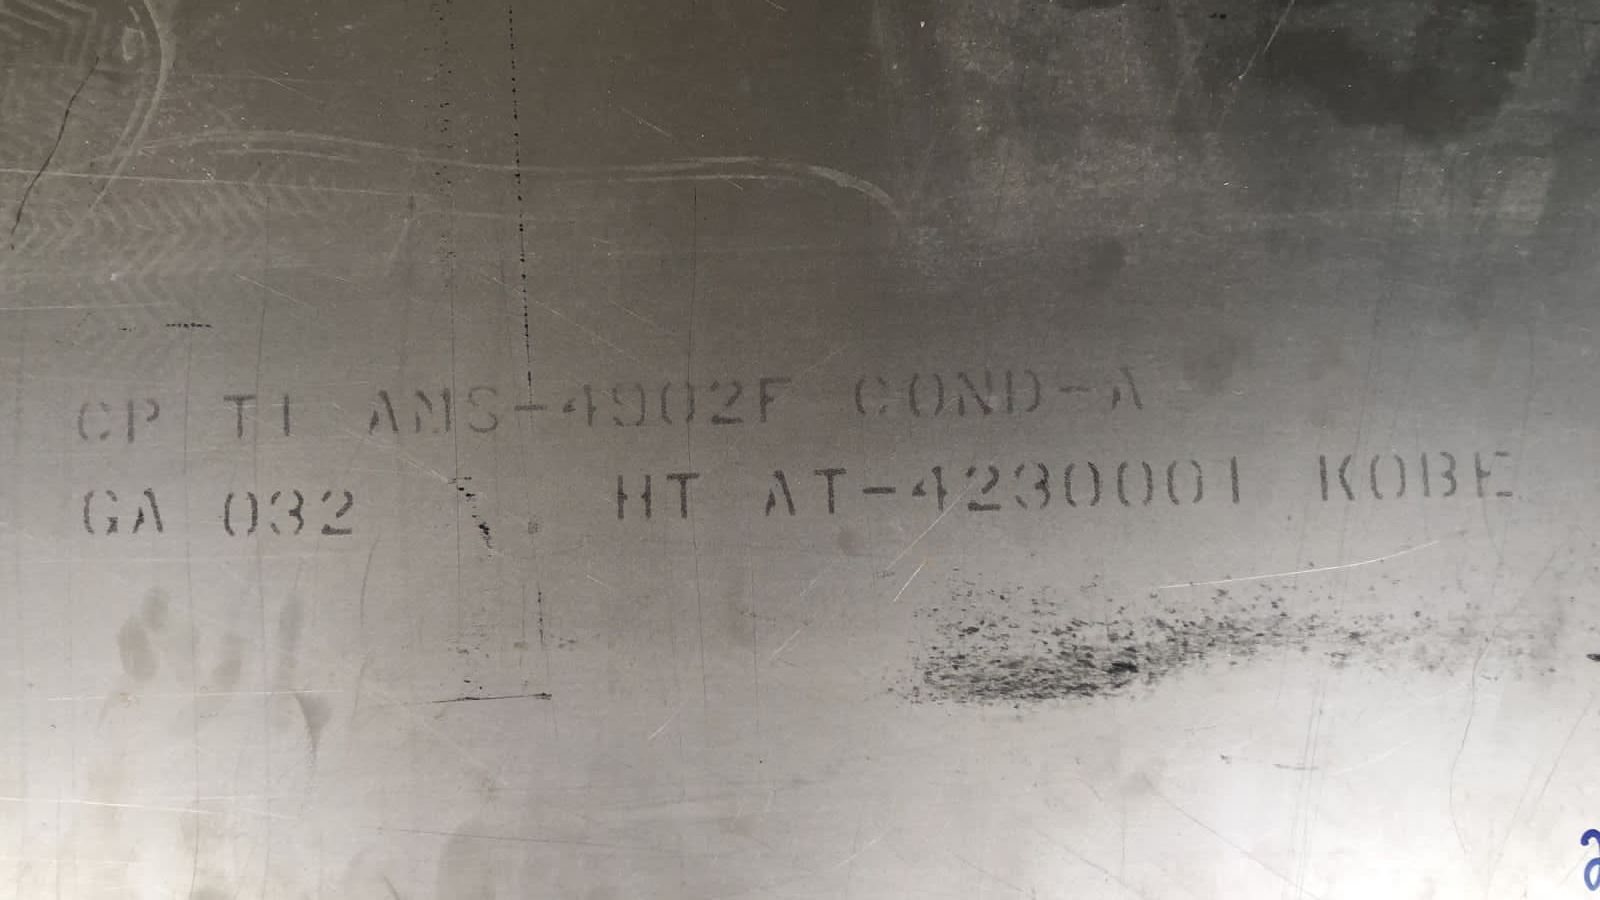 CP TI AMS-4902F COND-A
GA 032 HT AT-4230001 KOBE